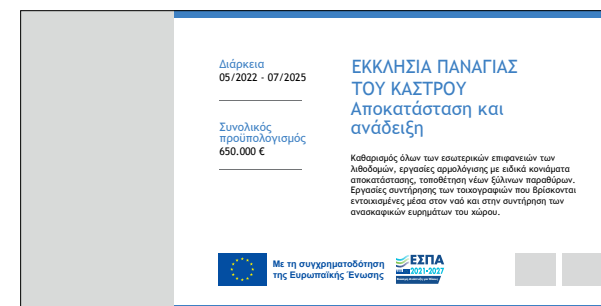 Διάρκεια
05/2022 - 07/2025
Συνολικός
προϋπολογισμός
650.000 €
ΕΚΚΛΗΣΙΑ ΠΑΝΑΓΙΑΣ
ΤΟΥ ΚΑΣΤΡΟΥ
Αποκατάσταση και
ανάδειξη
Καθαρισμός όλων των εσωτερικών επιφανειών των
λιθοδομών, εργασίες αρμολόγισης με ειδικά κονιάματα
αποκατάστασης, τοποθέτηση νέων ξύλινων παραθύρων.
Εργασίες συντήρησης των τοιχογραφιών που βρίσκονται
εντοιχισμένες μέσα στον ναό και στην συντήρηση των
ανασκαφικών ευρημάτων του χώρου.
Με τη συγχρηματοδότηση
της Ευρωπαϊκής Ένωσης
ΕΣΠΑ
2021-2027